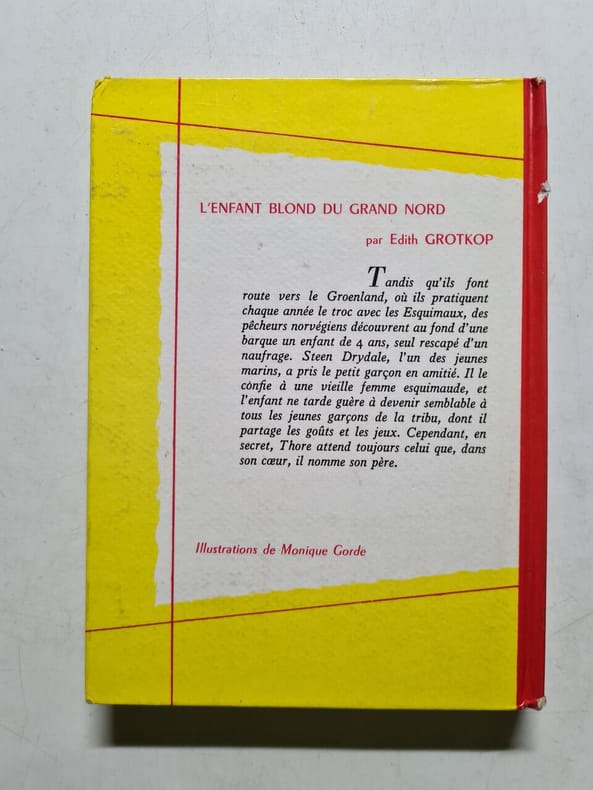 L'ENFANT BLOND DU GRAND NORD
par Edith GROTKOP
Tandis qu'ils font
route vers le Groenland, où ils pratiquent
chaque année le troc avec les Esquimaux, des
pêcheurs norvégiens découvrent au fond d'une
barque un enfant de 4 ans, seul rescapé d'un
naufrage. Steen Drydale, l'un des jeunes
marins, a pris le petit garçon en amitié. Il le
confie à une vieille femme esquimaude, et
l'enfant ne tarde guère à devenir semblable à
tous les jeunes garçons de la tribu, dont il
partage les goûts et les jeux. Cependant, en
secret, Thore attend toujours celui que, dans
son cœur, il nomme son père.
Illustrations de Monique Gorde